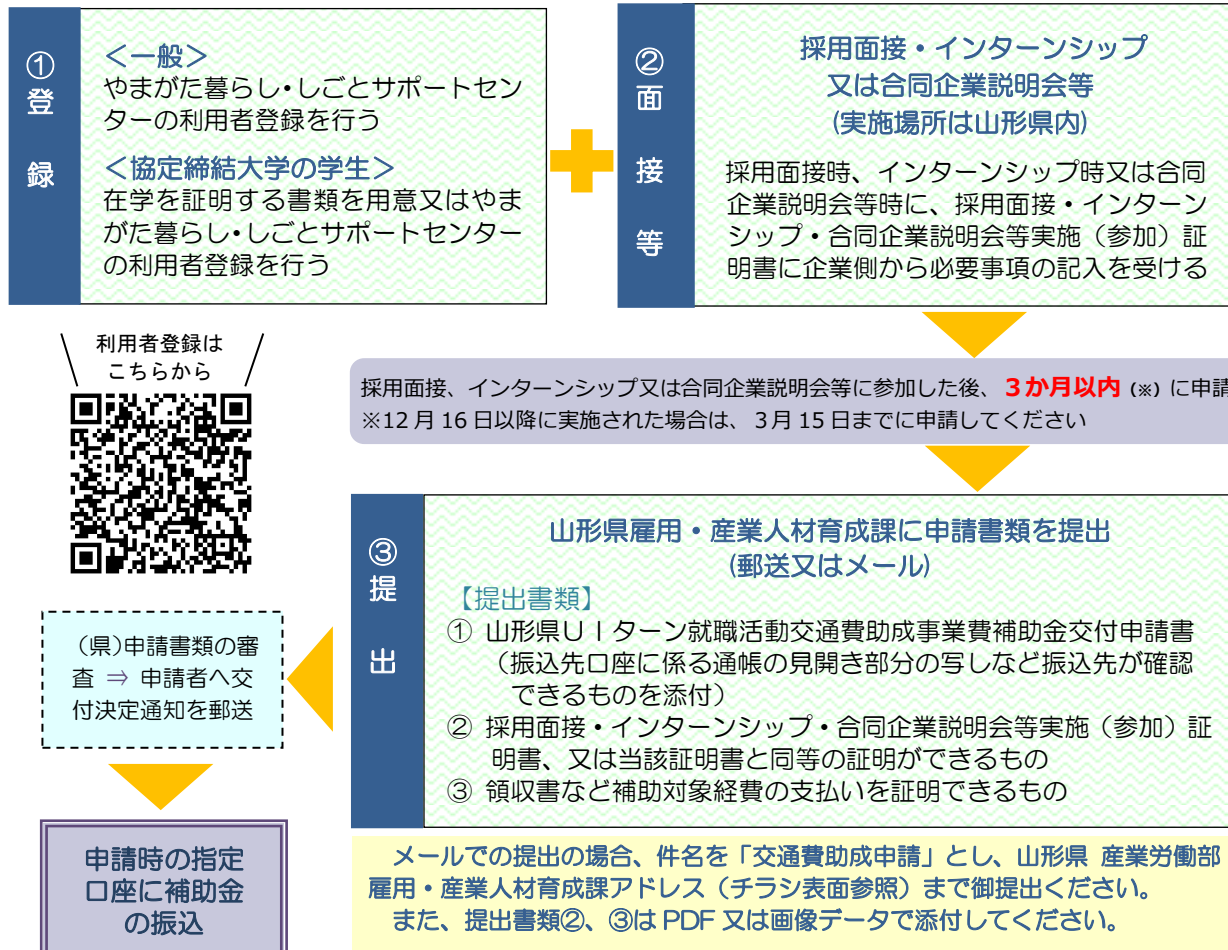 ①登録
＜一般＞
やまがた暮らし・しごとサポートセン
ターの利用者登録を行う
＜協定締結大学の学生＞
在学を証明する書類を用意又はやま
がた暮らし・しごとサポートセンター
の利用者登録を行う
②面接等
採用面接・インターンシップ
又は合同企業説明会等
(実施場所は山形県内)
採用面接時、インターンシップ時又は合同
企業説明会等時に、採用面接・インターン
シップ・合同企業説明会等実施（参加）証
明書に企業側から必要事項の記入を受ける
利用者登録は
こちらから
採用面接、インターンシップ又は合同企業説明会等に参加した後、３か月以内（※）に申請
※12月16日以降に実施された場合は、3月15日までに申請してください
③提出
山形県雇用・産業人材育成課に申請書類を提出
(郵送又はメール)
【提出書類】
① 山形県ＵＩターン就職活動交通費助成事業費補助金交付申請書
（振込先口座に係る通帳の見開き部分の写しなど振込先が確認
できるものを添付）
② 採用面接・インターンシップ・合同企業説明会等実施（参加）証
明書、又は当該証明書と同等の証明ができるもの
③ 領収書など補助対象経費の支払いを証明できるもの
メールでの提出の場合、件名を「交通費助成申請」とし、山形県 産業労働部
雇用・産業人材育成課アドレス（チラシ表面参照）まで御提出ください。
また、提出書類②、③はPDF又は画像データで添付してください。
（県）申請書類の審
査 ⇒ 申請者へ交
付決定通知を郵送
申請時の指定
口座に補助金
の振込